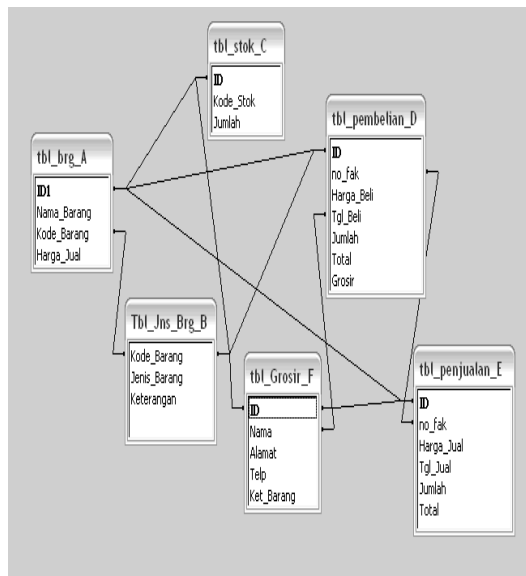 tbl_stok_C
ID
Kode_Stok
Jumlah
tbl_pembelian_D
ID
no_fak
Harga_Beli
Tgl_Beli
Jumlah
Total
Grosir
tbl_brg_A
ID1
Nama_Barang
Kode_Barang
Harga_Jual
Tbl_Jns_Brg_B
Kode_Barang
Jenis_Barang
Keterangan
tbl_Grosir_F
ID
Nama
Alamat
Telp
Ket_Barang
tbl_penjualan_E
ID
no_fak
Harga_Jual
Tgl_Jual
Jumlah
Total